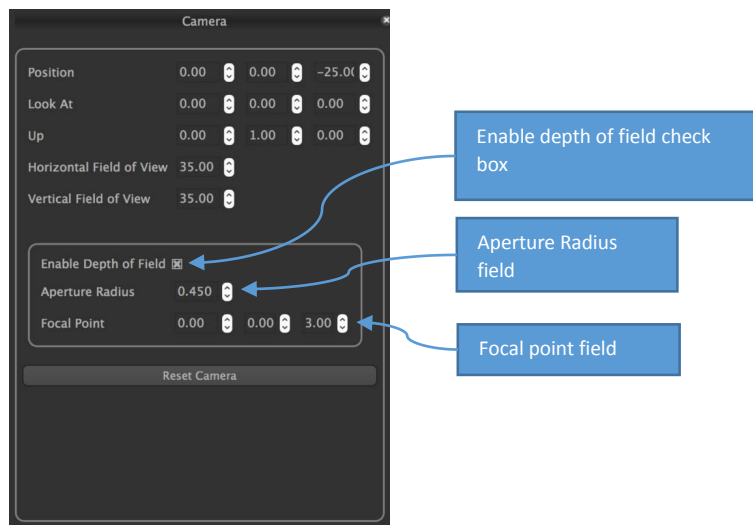 Camera
Position 0.00 0.00 -25.0(
Look At 0.00 0.00 0.00
Up 0.00 1.00 0.00
Horizontal Field of View 35.00
Vertical Field of View 35.00
Enable Depth of Field
Aperture Radius 0.450
Focal Point 0.00 0.00 3.00
Reset Camera
Enable depth of field check
box
Aperture Radius
field
Focal point field